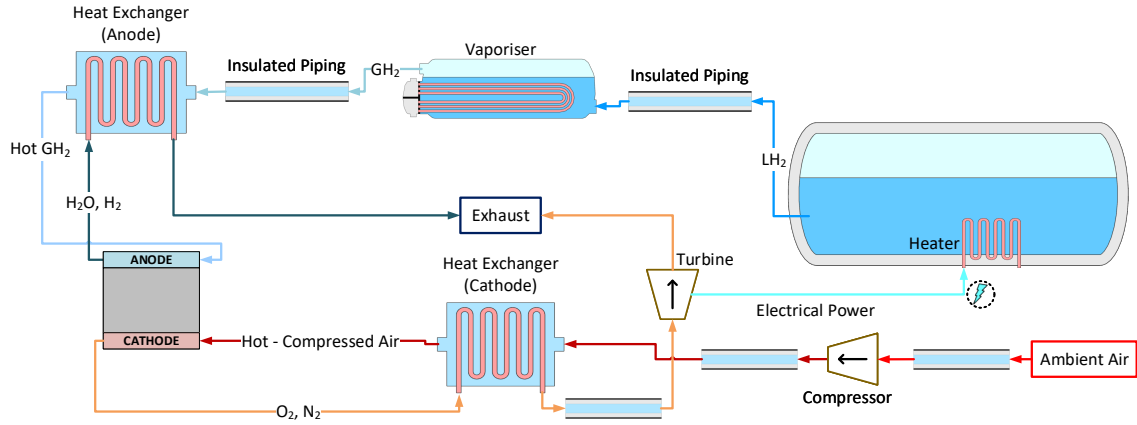 Heat Exchanger
(Anode)
Insulated Piping
GH₂
Vaporiser
Insulated Piping
Hot GH₂
LH₂
H₂O, H₂
Exhaust
Heater
ANODE
Heat Exchanger
(Cathode)
Turbine
Electrical Power
CATHODE
Hot - Compressed Air
Ambient Air
Compressor
O₂, N₂